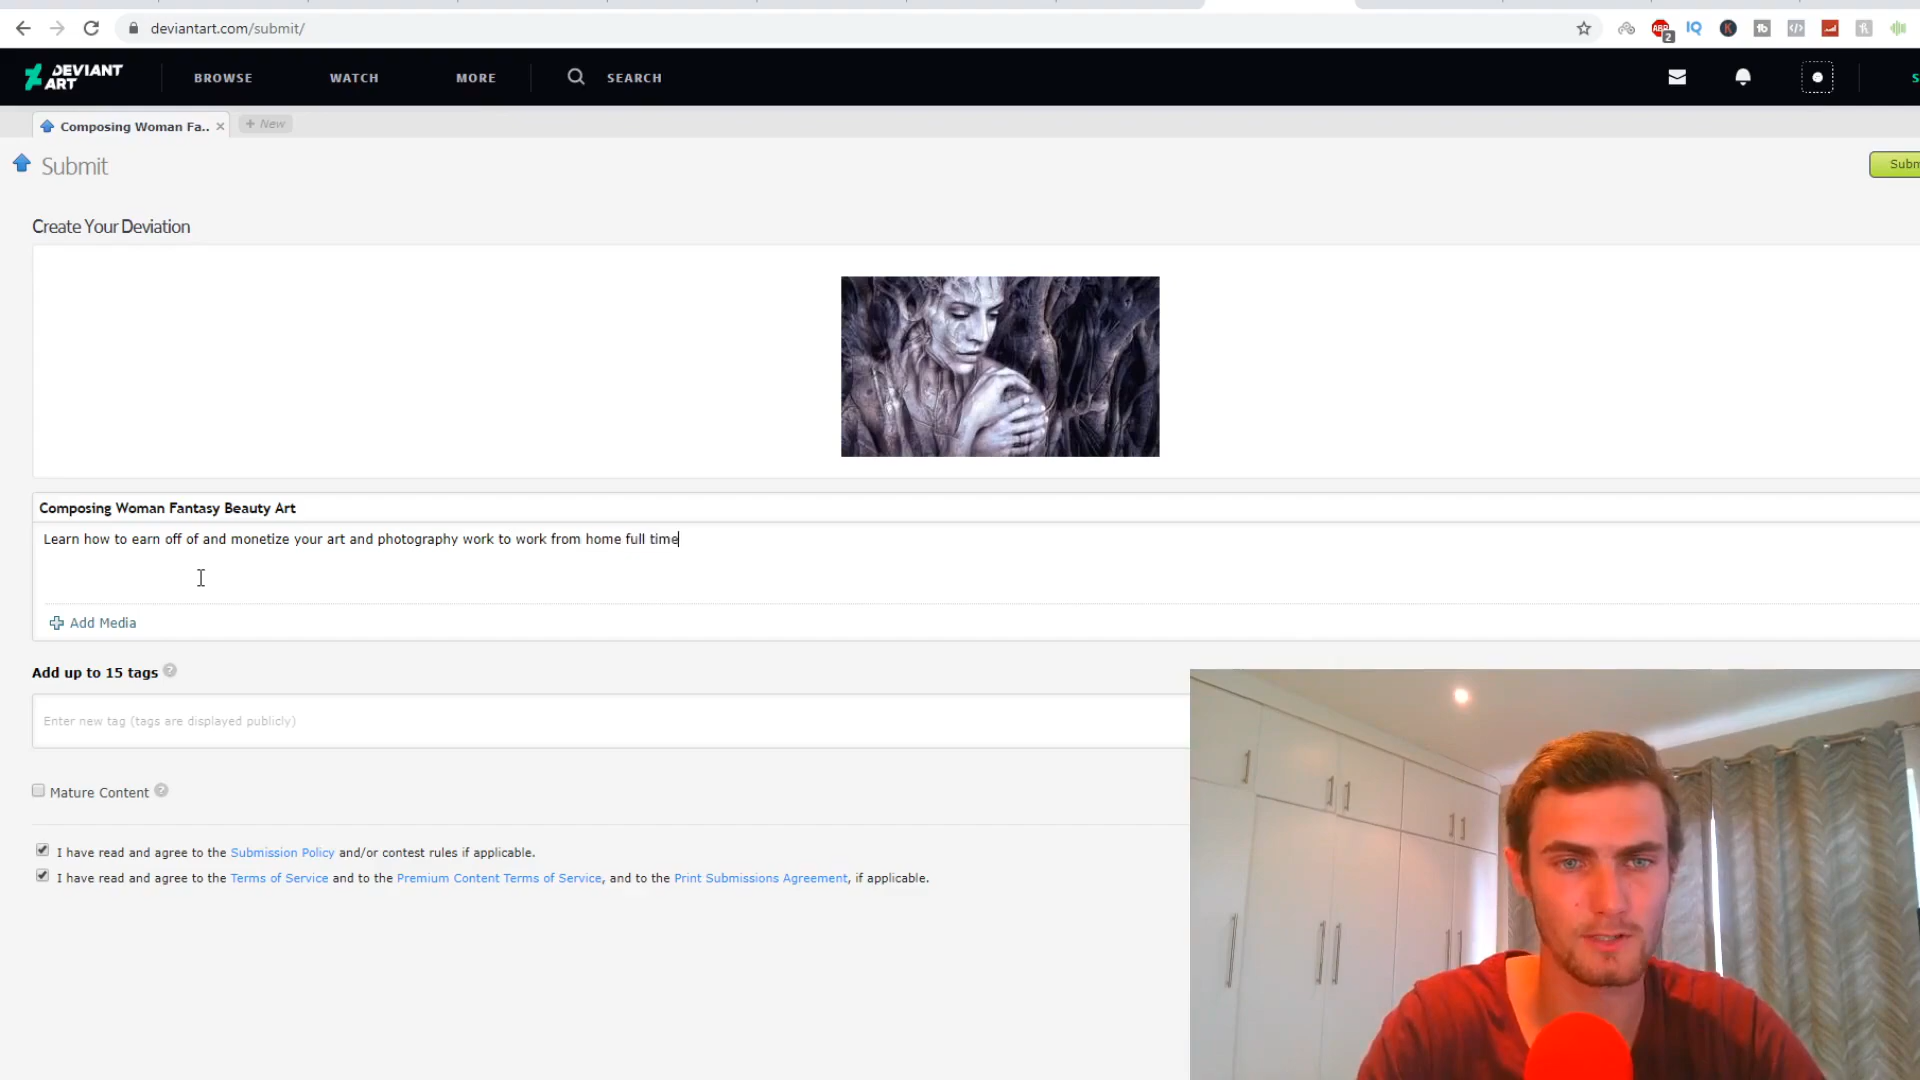 deviantart.com/submit/
DEVIANT
ART
BROWSE
WATCH
MORE
SEARCH
2
IQ
K
Composing Woman Fa..
+ New
Submit
Subm
Create Your Deviation
Composing Woman Fantasy Beauty Art
Learn how to earn off of and monetize your art and photography work to work from home full time
Add Media
Add up to 15 tags ?
Enter new tag (tags are displayed publicly)
Mature Content ?
I have read and agree to the Submission Policy and/or contest rules if applicable.
I have read and agree to the Terms of Service and to the Premium Content Terms of Service, and to the Print Submissions Agreement, if applicable.